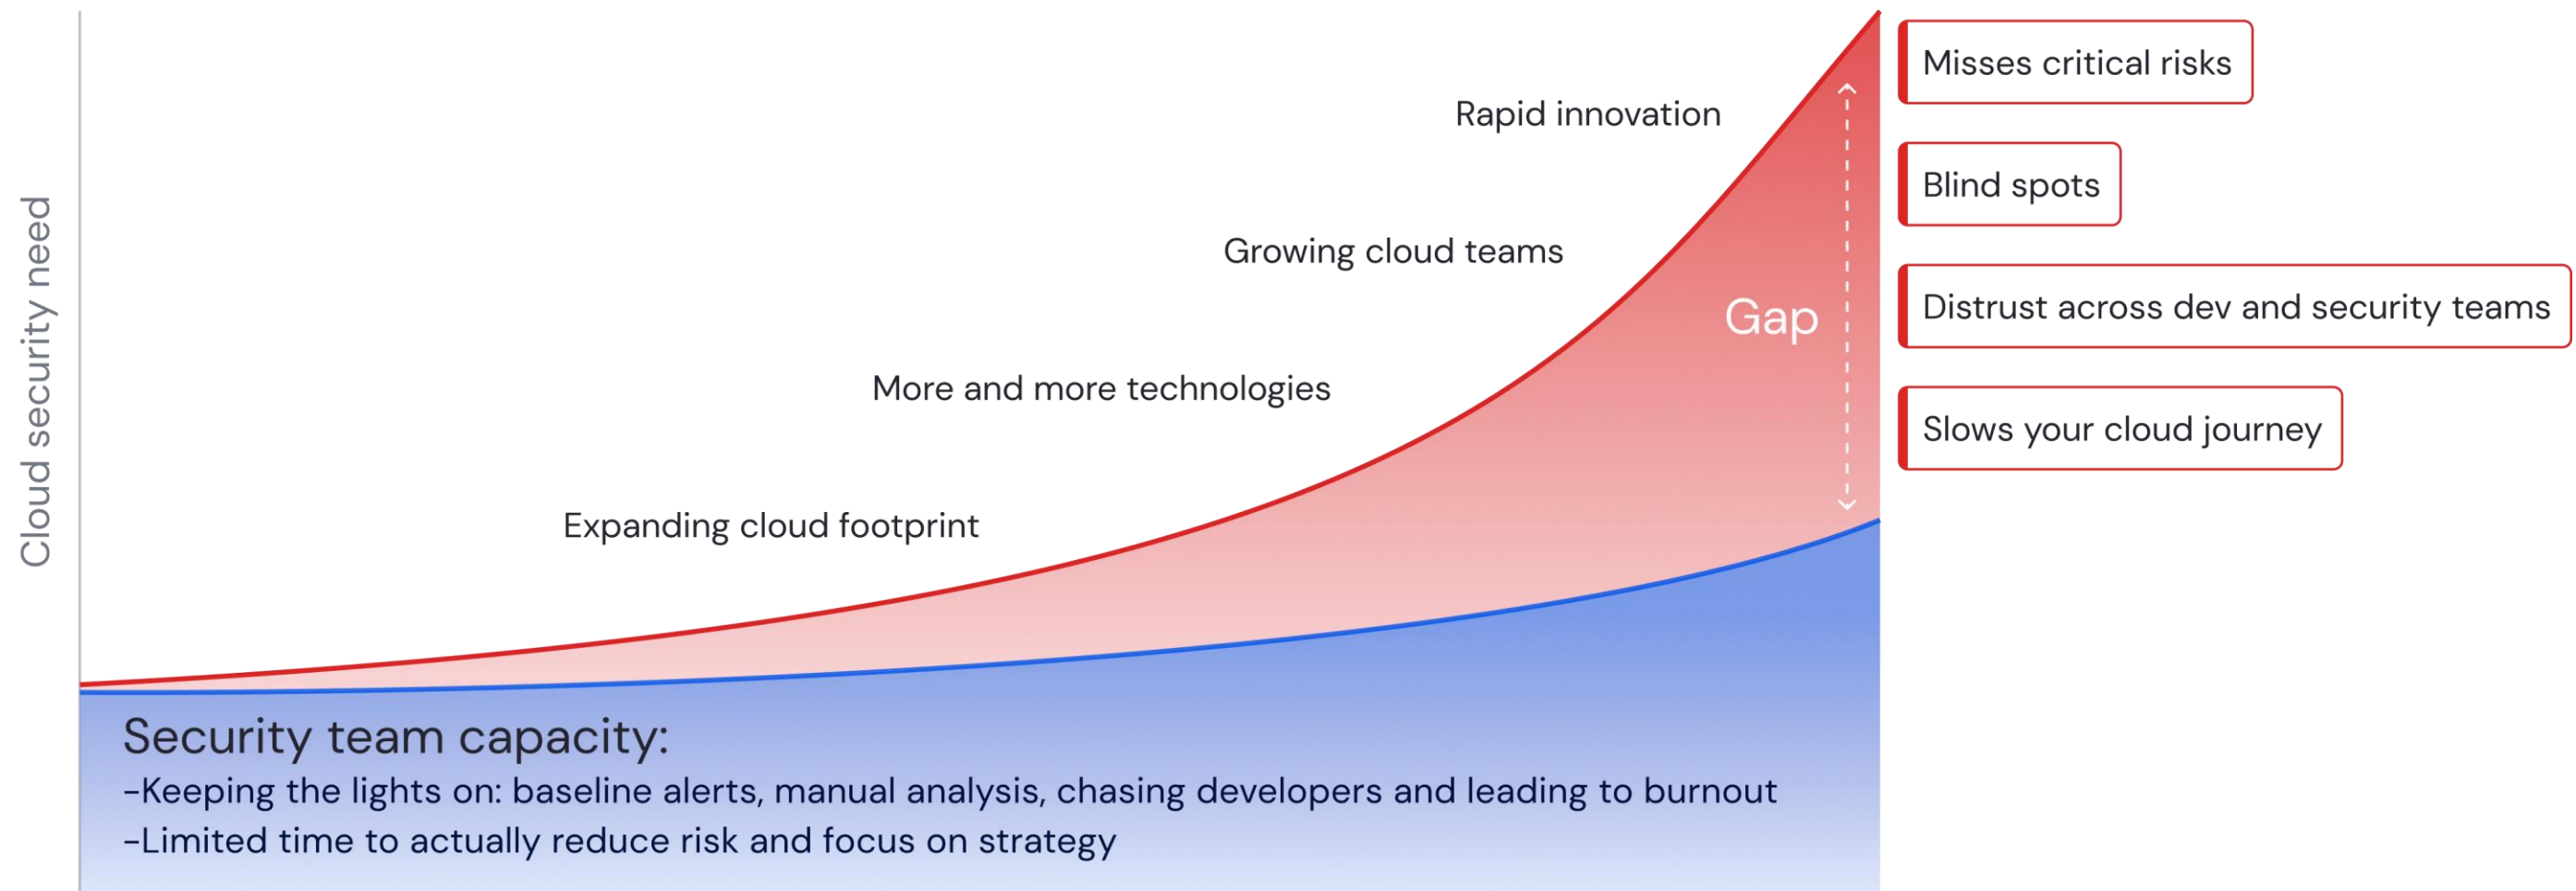 Cloud security need
Rapid innovation
Growing cloud teams
More and more technologies
Expanding cloud footprint
Gap
Misses critical risks
Blind spots
Distrust across dev and security teams
Slows your cloud journey
Security team capacity:
-Keeping the lights on: baseline alerts, manual analysis, chasing developers and leading to burnout
-Limited time to actually reduce risk and focus on strategy